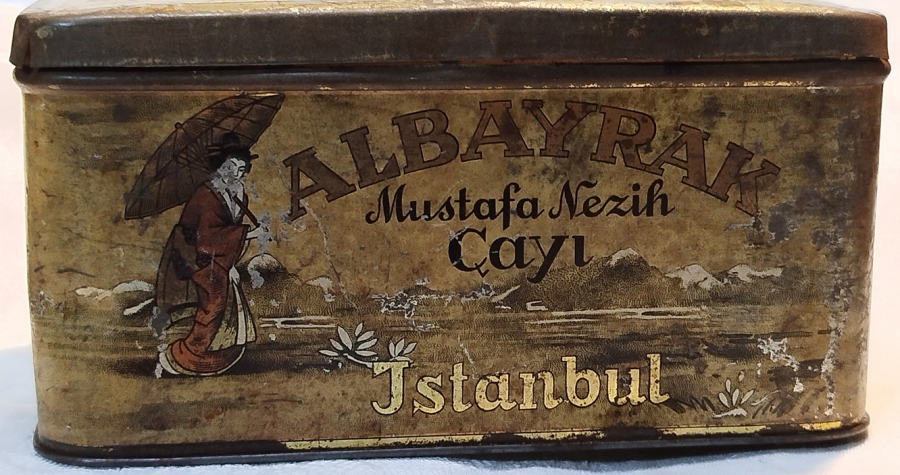 ALBAYRAK
Mustafa Nezih
Çayı
Istanbul